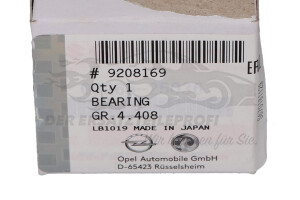 # 9208169
Qty 1
BEARING
GR.4.408
LB1019 MADE IN JAPAN
Opel Automobile GmbH
D-65423 Rüsselsheim